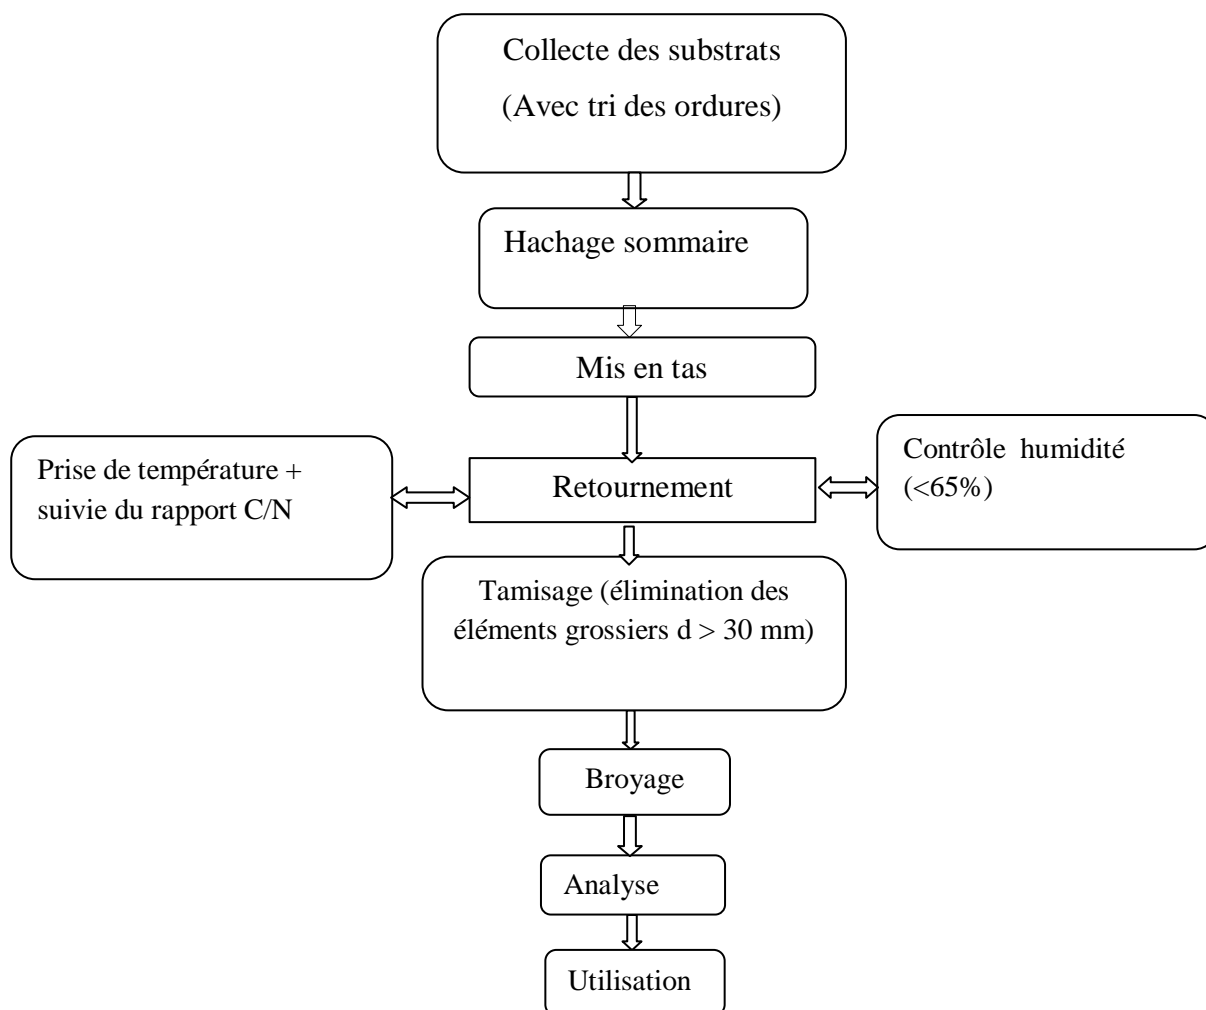 Collecte des substrats
(Avec tri des ordures)
Hachage sommaire
Mis en tas
Prise de température +
suivie du rapport C/N
Retournement
Contrôle humidité
(<65%)
Tamisage (élimination des
éléments grossiers d > 30 mm)
Broyage
Analyse
Utilisation